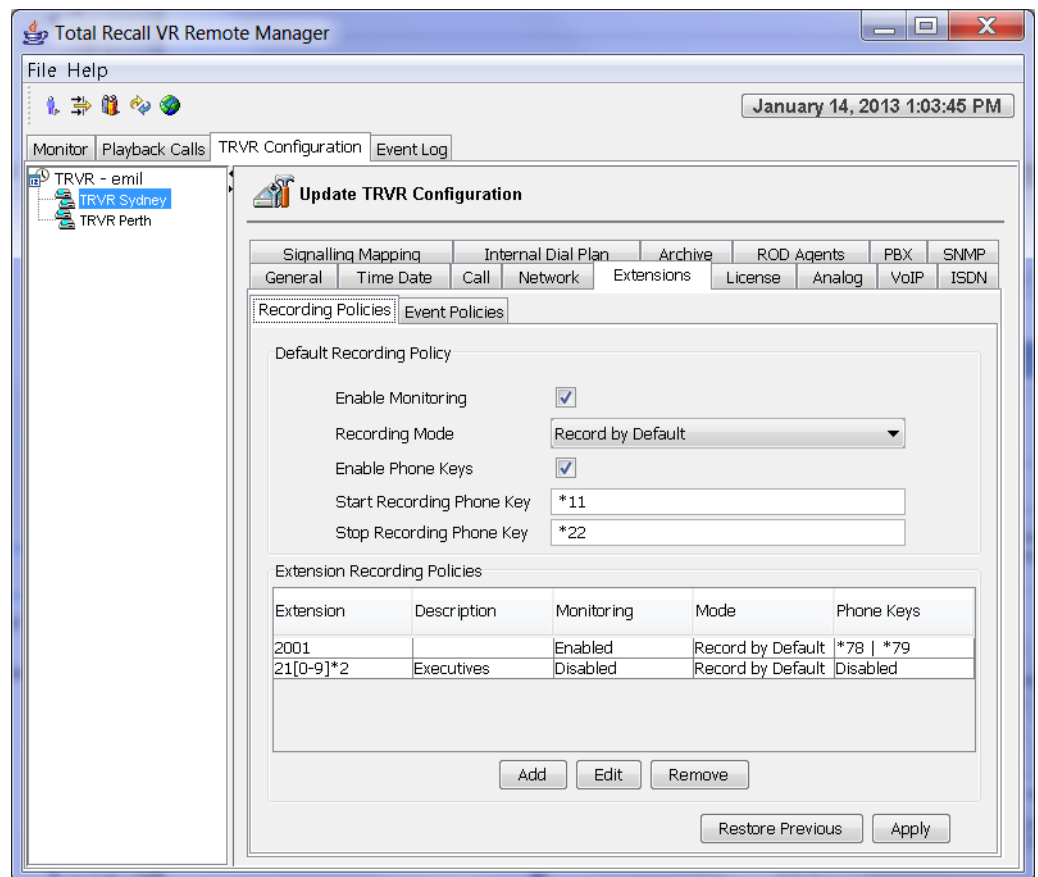 Total Recall VR Remote Manager
File Help
January 14, 2013 1:03:45 PM
Monitor Playback Calls TRVR Configuration Event Log
TRVR - emil
TRVR Sydney
TRVR Perth
Update TRVR Configuration
Signalling Mapping Internal Dial Plan Archive ROD Agents PBX SNMP
General Time Date Call Network Extensions License Analog VoIP ISDN
Recording Policies Event Policies
Default Recording Policy
Enable Monitoring
Recording Mode Record by Default
Enable Phone Keys
Start Recording Phone Key *11
Stop Recording Phone Key *22
Extension Recording Policies
Extension Description Monitoring Mode Phone Keys
2001 Enabled Record by Default *78 | *79
21[0-9]*2 Executives Disabled Record by Default Disabled
Add Edit Remove
Restore Previous Apply